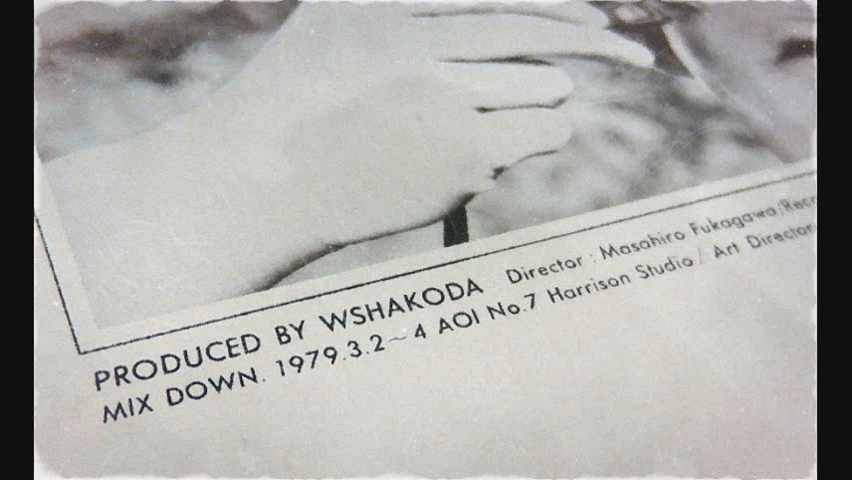 PRODUCED BY WSHAKODA Director : Masahiro Fukagawa/Rec
MIX DOWN. 1979.3.2~4 AOI No.7 Harrison Studio / Art Director